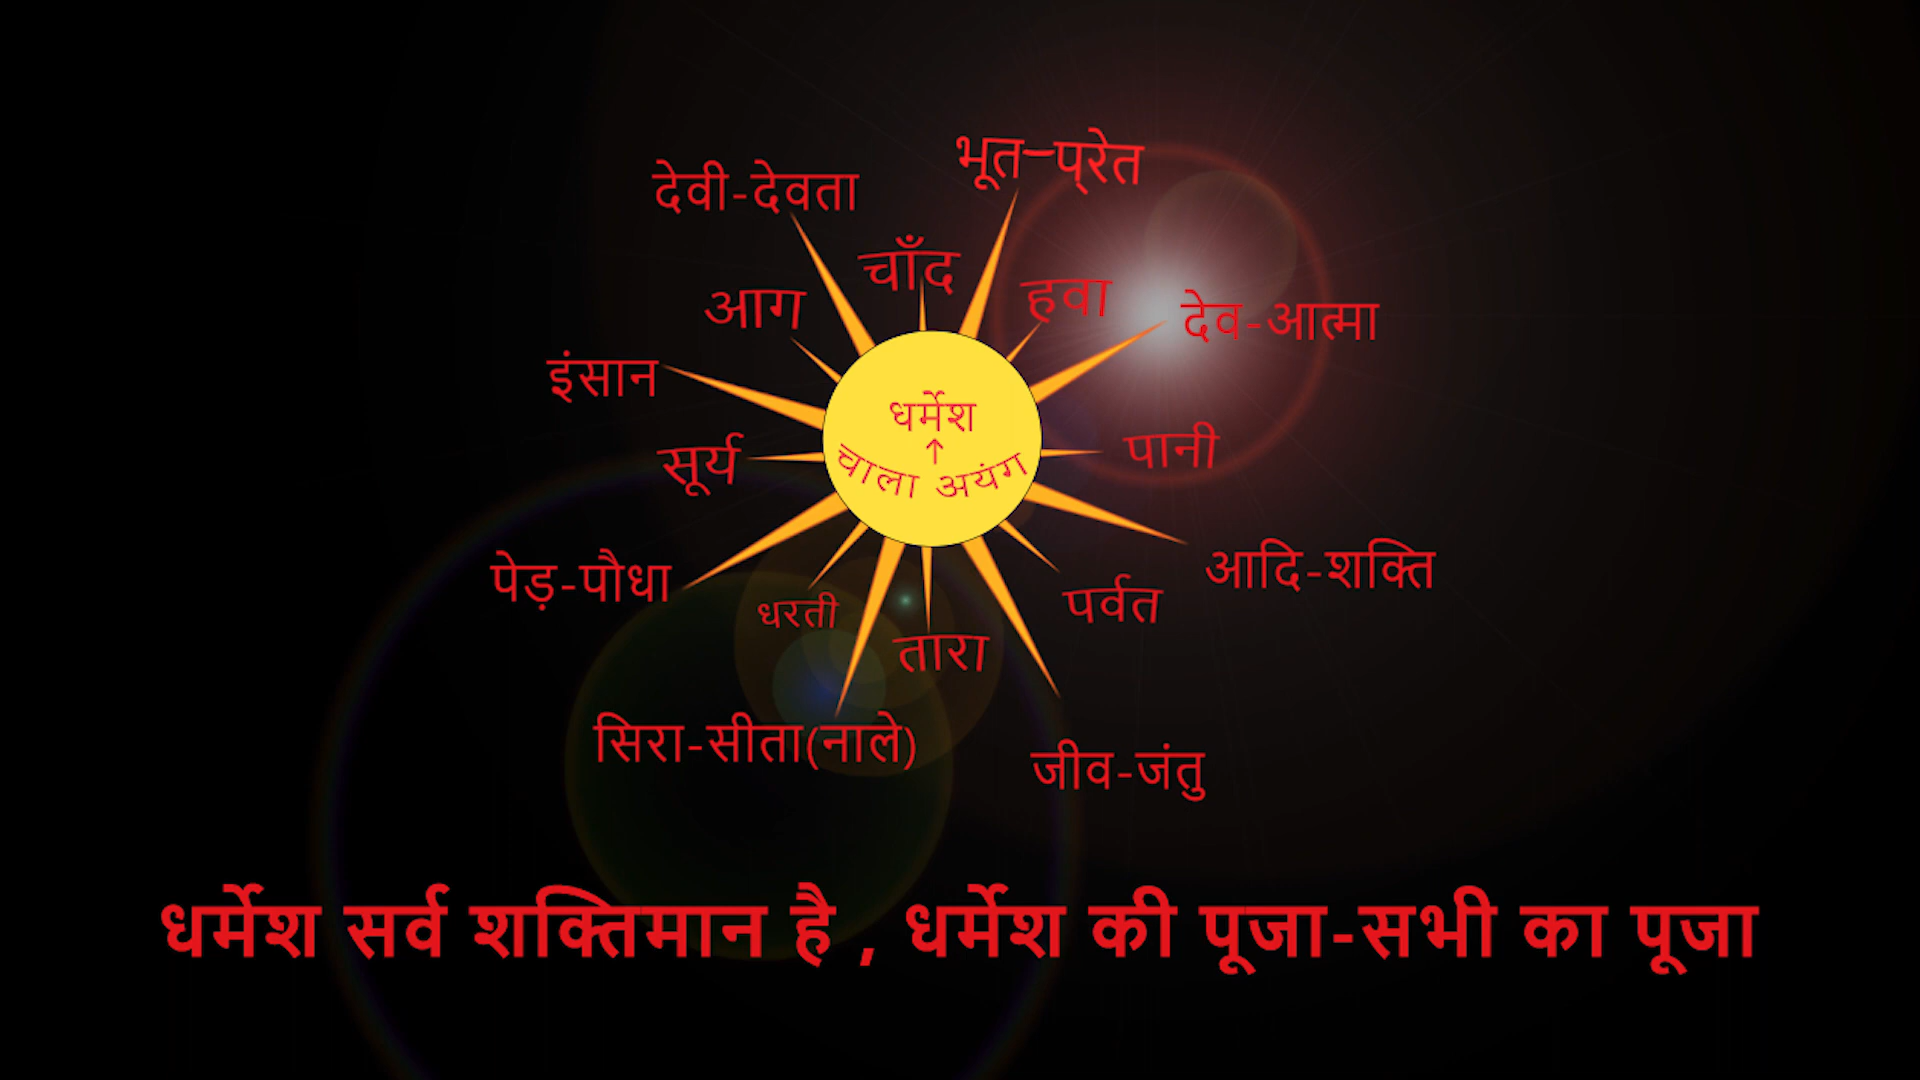 भूत-प्रेत
देवी-देवता
चाँद
हवा
आग
देव-आत्मा
इंसान
धर्मेश
↑
चाला अयंग
सूर्य
पानी
पेड़-पौधा
आदि-शक्ति
धरती
पर्वत
तारा
सिरा-सीता(नाले)
जीव-जंतु
धर्मेश सर्व शक्तिमान है , धर्मेश की पूजा-सभी का पूजा